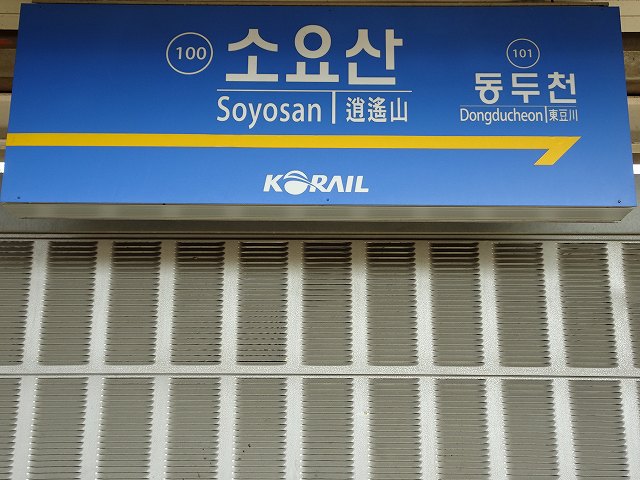 100 소요산
Soyosan | 逍遙山
101
동두천
Dongducheon | 東豆川
KORAIL